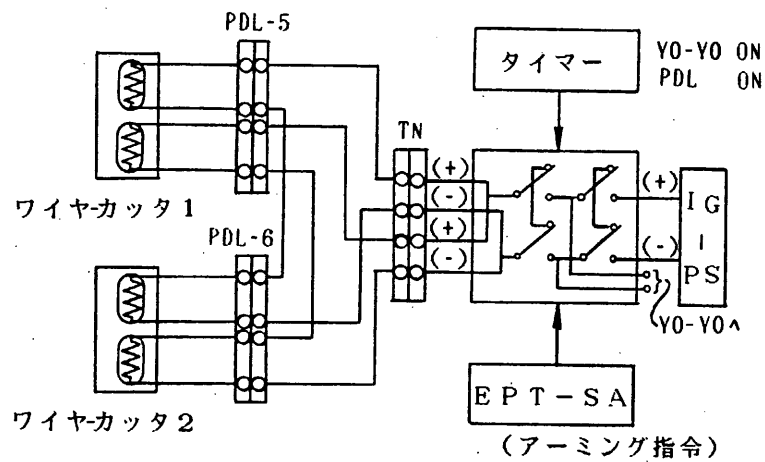 PDL-5
タイマー
YO-YO ON
PDL ON
TN
(+)
(-)
(+)
(-)
(+)
(-)
IG
-
PS
ワイヤーカッタ1
PDL-6
YO-YOへ
EPT-SA
ワイヤーカッタ2
(アーミング指令)